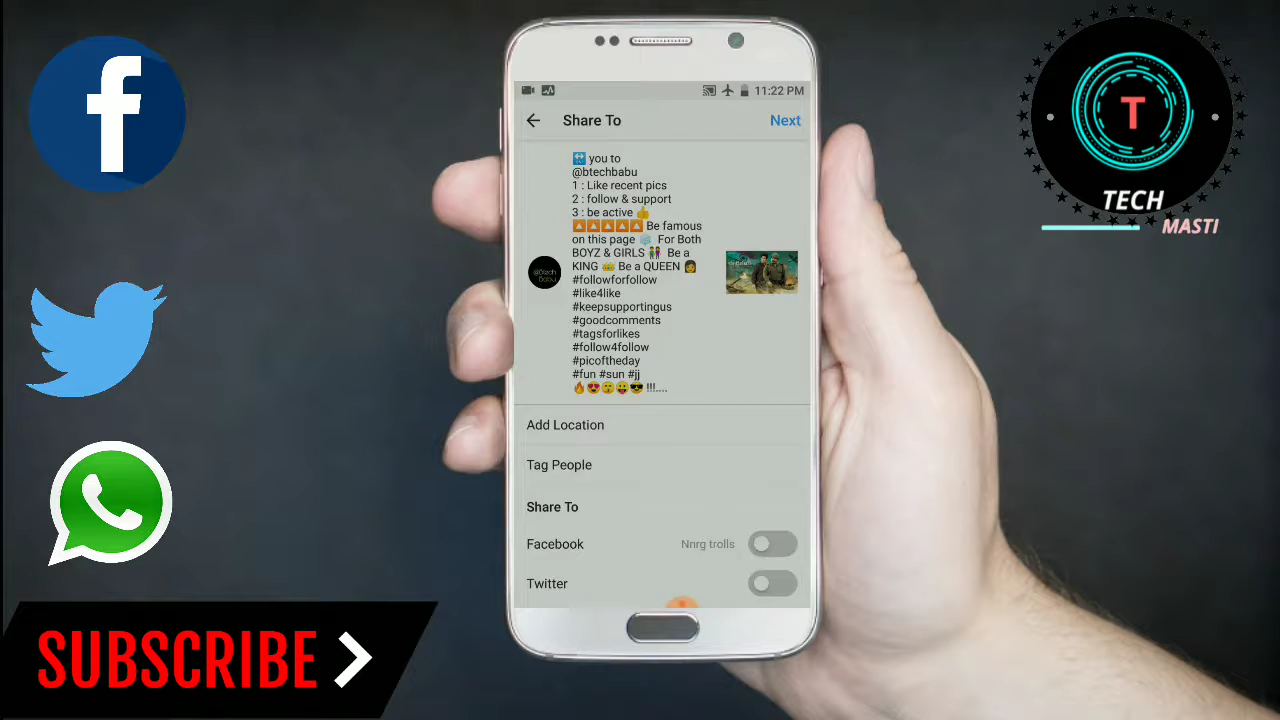 11:22 PM
Share To
Next
you to
@btechbabu
1 : Like recent pics
2 : follow & support
3 : be active 👍
🔼🔼🔼🔼🔼 Be famous
on this page ❄️ For Both
BOYZ & GIRLS 👫 Be a
KING 👑 Be a QUEEN 👩
#followforfollow
#like4like
#keepsupportingus
#goodcomments
#tagsforlikes
#follow4follow
#picoftheday
#fun #sun #jj
🔥😍😚😜😎 !!!....
@Btech
Babu
Add Location
Tag People
Share To
Facebook
Nnrg trolls
Twitter
f
T
TECH
MASTI
SUBSCRIBE